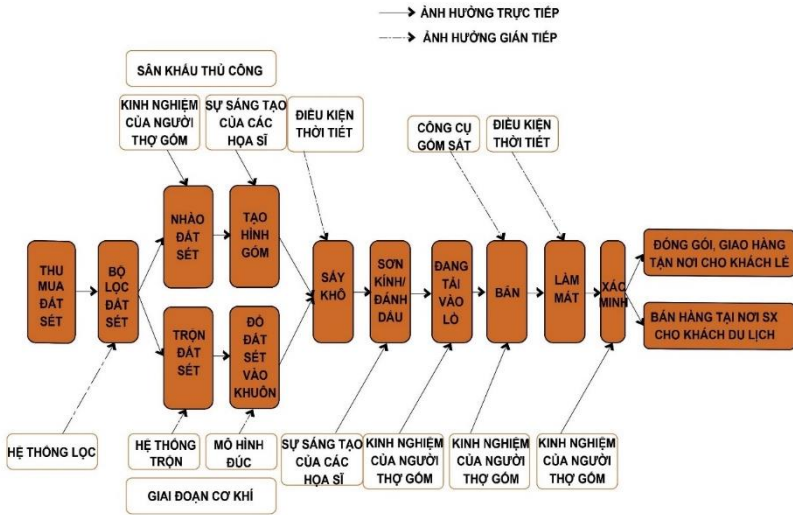 ẢNH HƯỞNG TRỰC TIẾP
ẢNH HƯỞNG GIÁN TIẾP
SÂN KHẤU THỦ CÔNG
KINH NGHIỆM
CỦA NGƯỜI
THỢ GỐM
SỰ SÁNG TẠO
CỦA CÁC
HỌA SĨ
ĐIỀU KIỆN
THỜI TIẾT
CÔNG CỤ
GỐM SẮT
ĐIỀU KIỆN
THỜI TIẾT
THU
MUA
ĐẤT
SÉT
BỘ
LỌC
ĐẤT
SÉT
NHÀO
ĐẤT
SÉT
TẠO
HÌNH
GỐM
TRỘN
ĐẤT
SÉT
ĐỔ
ĐẤT
SÉT
VÀO
KHUÔN
SẤY
KHÔ
SƠN
KÍNH/
ĐÁNH
DẤU
ĐANG
TẢI
VÀO
LÒ
BẮN
LÀM
MÁT
XÁC
MINH
ĐÓNG GÓI, GIAO HÀNG
TẬN NƠI CHO KHÁCH LẺ
BÁN HÀNG TẠI NƠI SX
CHO KHÁCH DU LỊCH
HỆ THỐNG LỌC
HỆ THỐNG
TRỘN
MÔ HÌNH
ĐÚC
SỰ SÁNG TẠO
CỦA CÁC
HỌA SĨ
KINH NGHIỆM
CỦA NGƯỜI
THỢ GỐM
KINH NGHIỆM
CỦA NGƯỜI
THỢ GỐM
KINH NGHIỆM
CỦA NGƯỜI
THỢ GỐM
GIAI ĐOẠN CƠ KHÍ